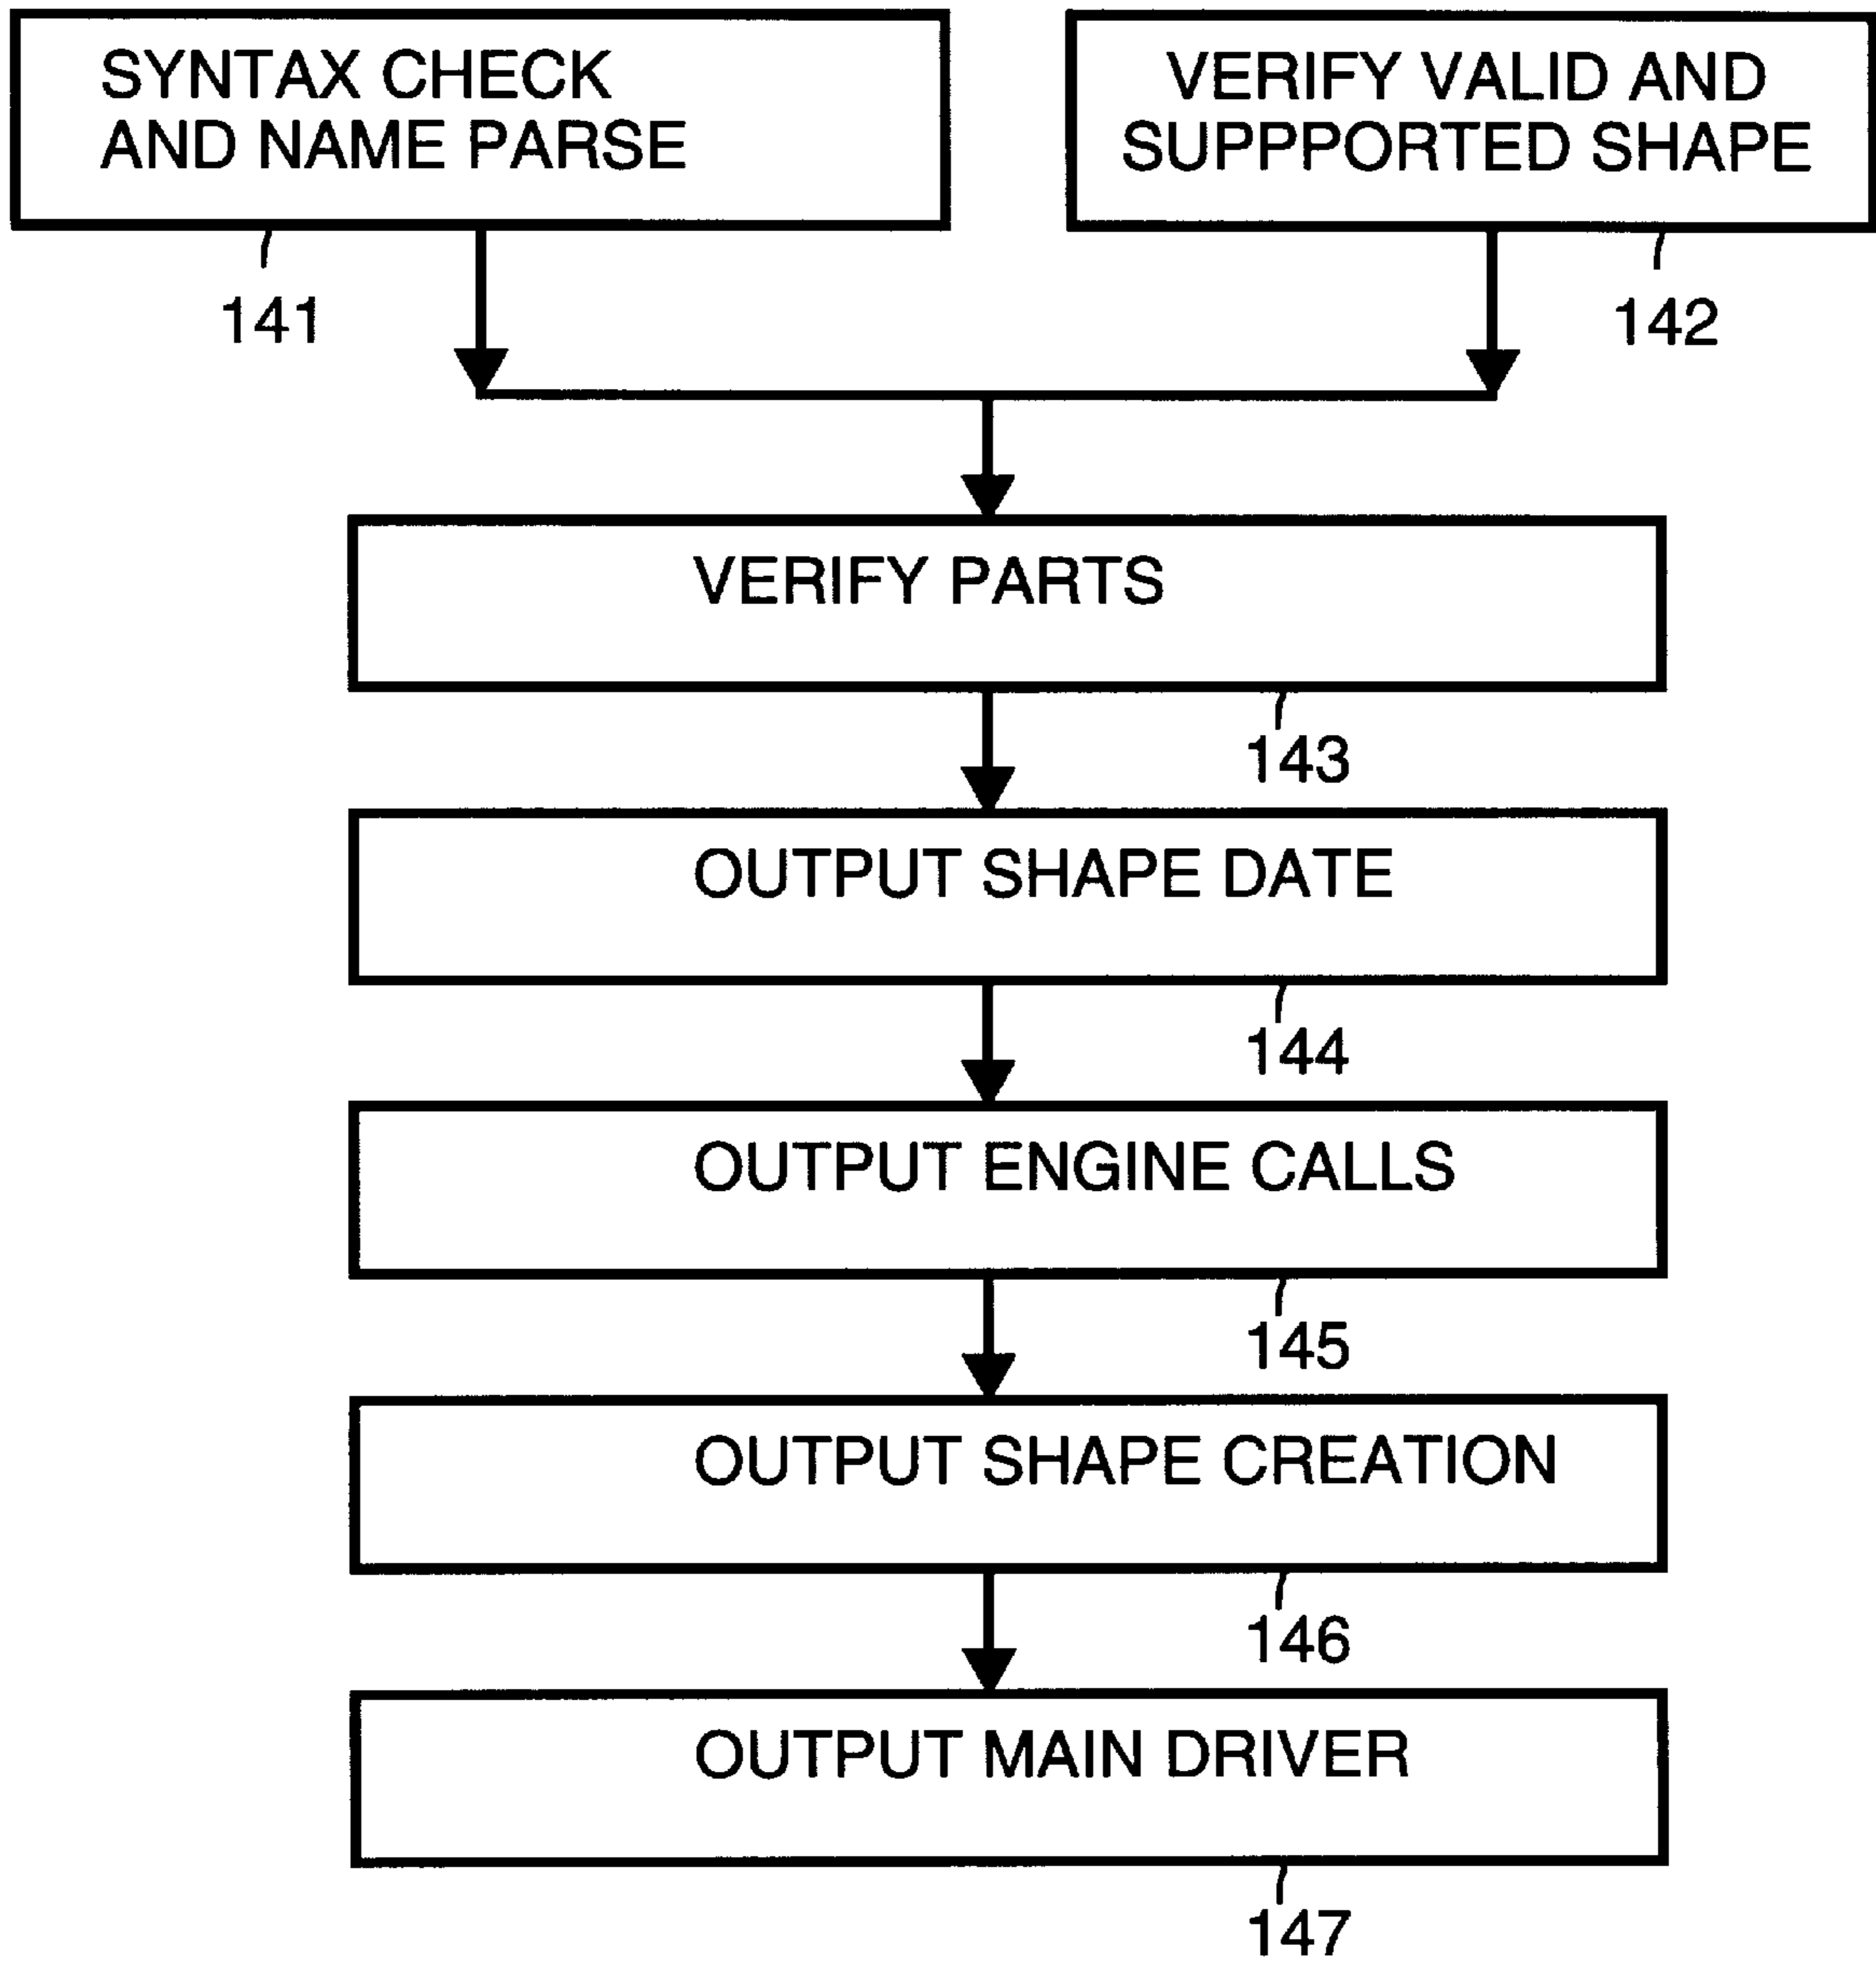 SYNTAX CHECK
AND NAME PARSE
VERIFY VALID AND
SUPPPORTED SHAPE
141
142
VERIFY PARTS
143
OUTPUT SHAPE DATE
144
OUTPUT ENGINE CALLS
145
OUTPUT SHAPE CREATION
146
OUTPUT MAIN DRIVER
147